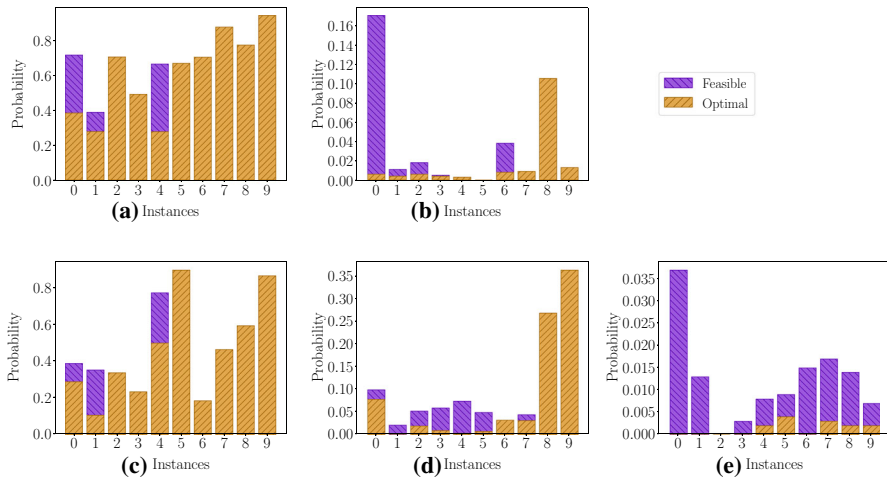 Probability
0.8
0.6
0.4
0.2
0.0
0 1 2 3 4 5 6 7 8 9
(a) Instances
Probability
0.16
0.14
0.12
0.10
0.08
0.06
0.04
0.02
0.00
0 1 2 3 4 5 6 7 8 9
(b) Instances
Feasible
Optimal
Probability
0.8
0.6
0.4
0.2
0.0
0 1 2 3 4 5 6 7 8 9
(c) Instances
Probability
0.35
0.30
0.25
0.20
0.15
0.10
0.05
0.00
0 1 2 3 4 5 6 7 8 9
(d) Instances
Probability
0.035
0.030
0.025
0.020
0.015
0.010
0.005
0.000
0 1 2 3 4 5 6 7 8 9
(e) Instances